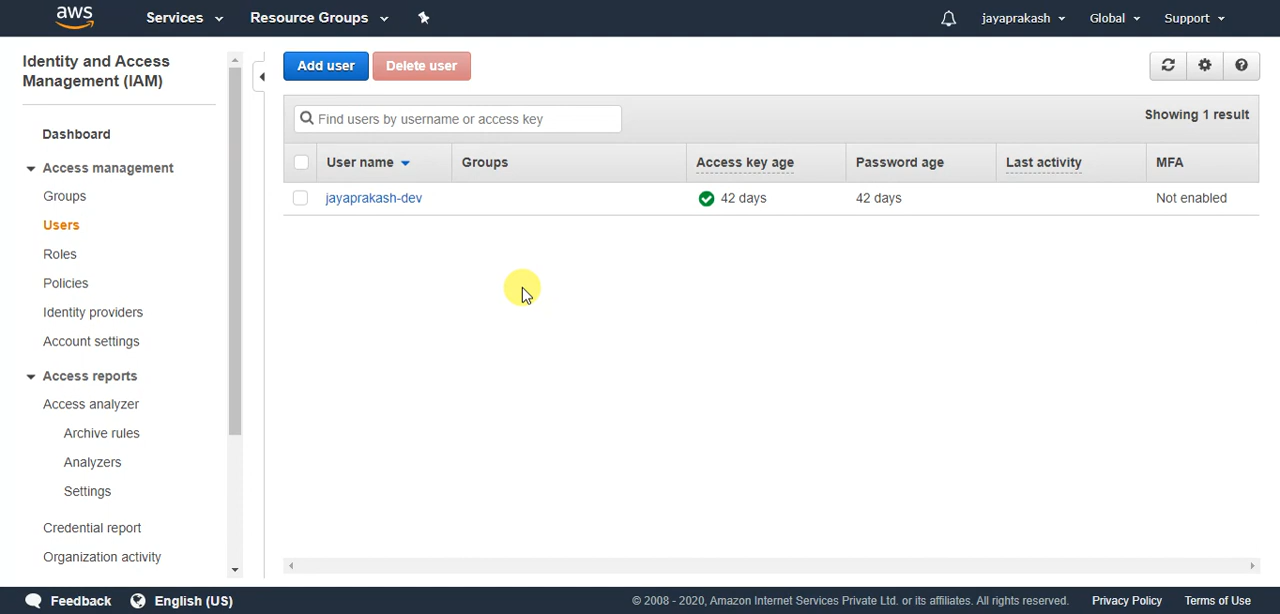 aws Services Resource Groups jayaprakash Global Support
Identity and Access
Management (IAM)
Dashboard
Access management
Groups
Users
Roles
Policies
Identity providers
Account settings
Access reports
Access analyzer
Archive rules
Analyzers
Settings
Credential report
Organization activity
Add user Delete user
Find users by username or access key Showing 1 result
User name Groups Access key age Password age Last activity MFA
jayaprakash-dev 42 days 42 days Not enabled
Feedback English (US) © 2008 - 2020, Amazon Internet Services Private Ltd. or its affiliates. All rights reserved. Privacy Policy Terms of Use